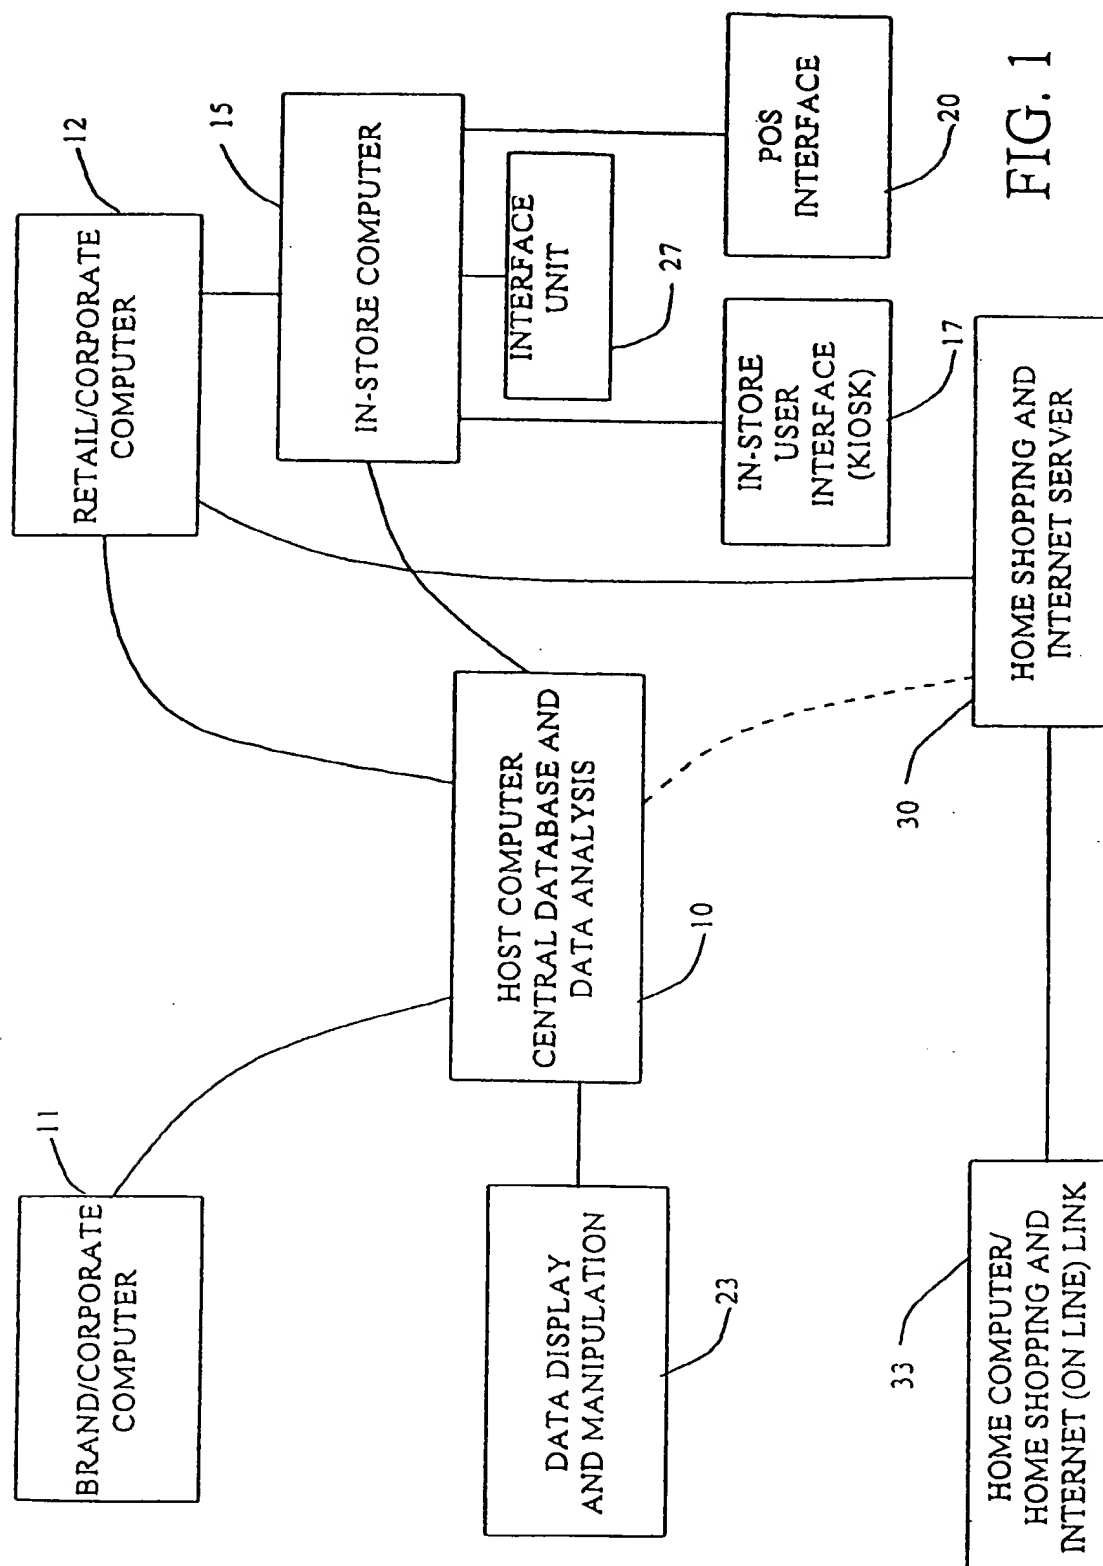 BRAND/CORPORATE
COMPUTER
11
RETAIL/CORPORATE
COMPUTER
12
DATA DISPLAY
AND MANIPULATION
23
HOST COMPUTER
CENTRAL DATABASE AND
DATA ANALYSIS
10
IN-STORE COMPUTER
15
INTERFACE
UNIT
27
IN-STORE
USER
INTERFACE
(KIOSK)
17
POS
INTERFACE
20
HOME COMPUTER/
HOME SHOPPING AND
INTERNET (ON LINE) LINK
33
HOME SHOPPING AND
INTERNET SERVER
30
FIG. 1